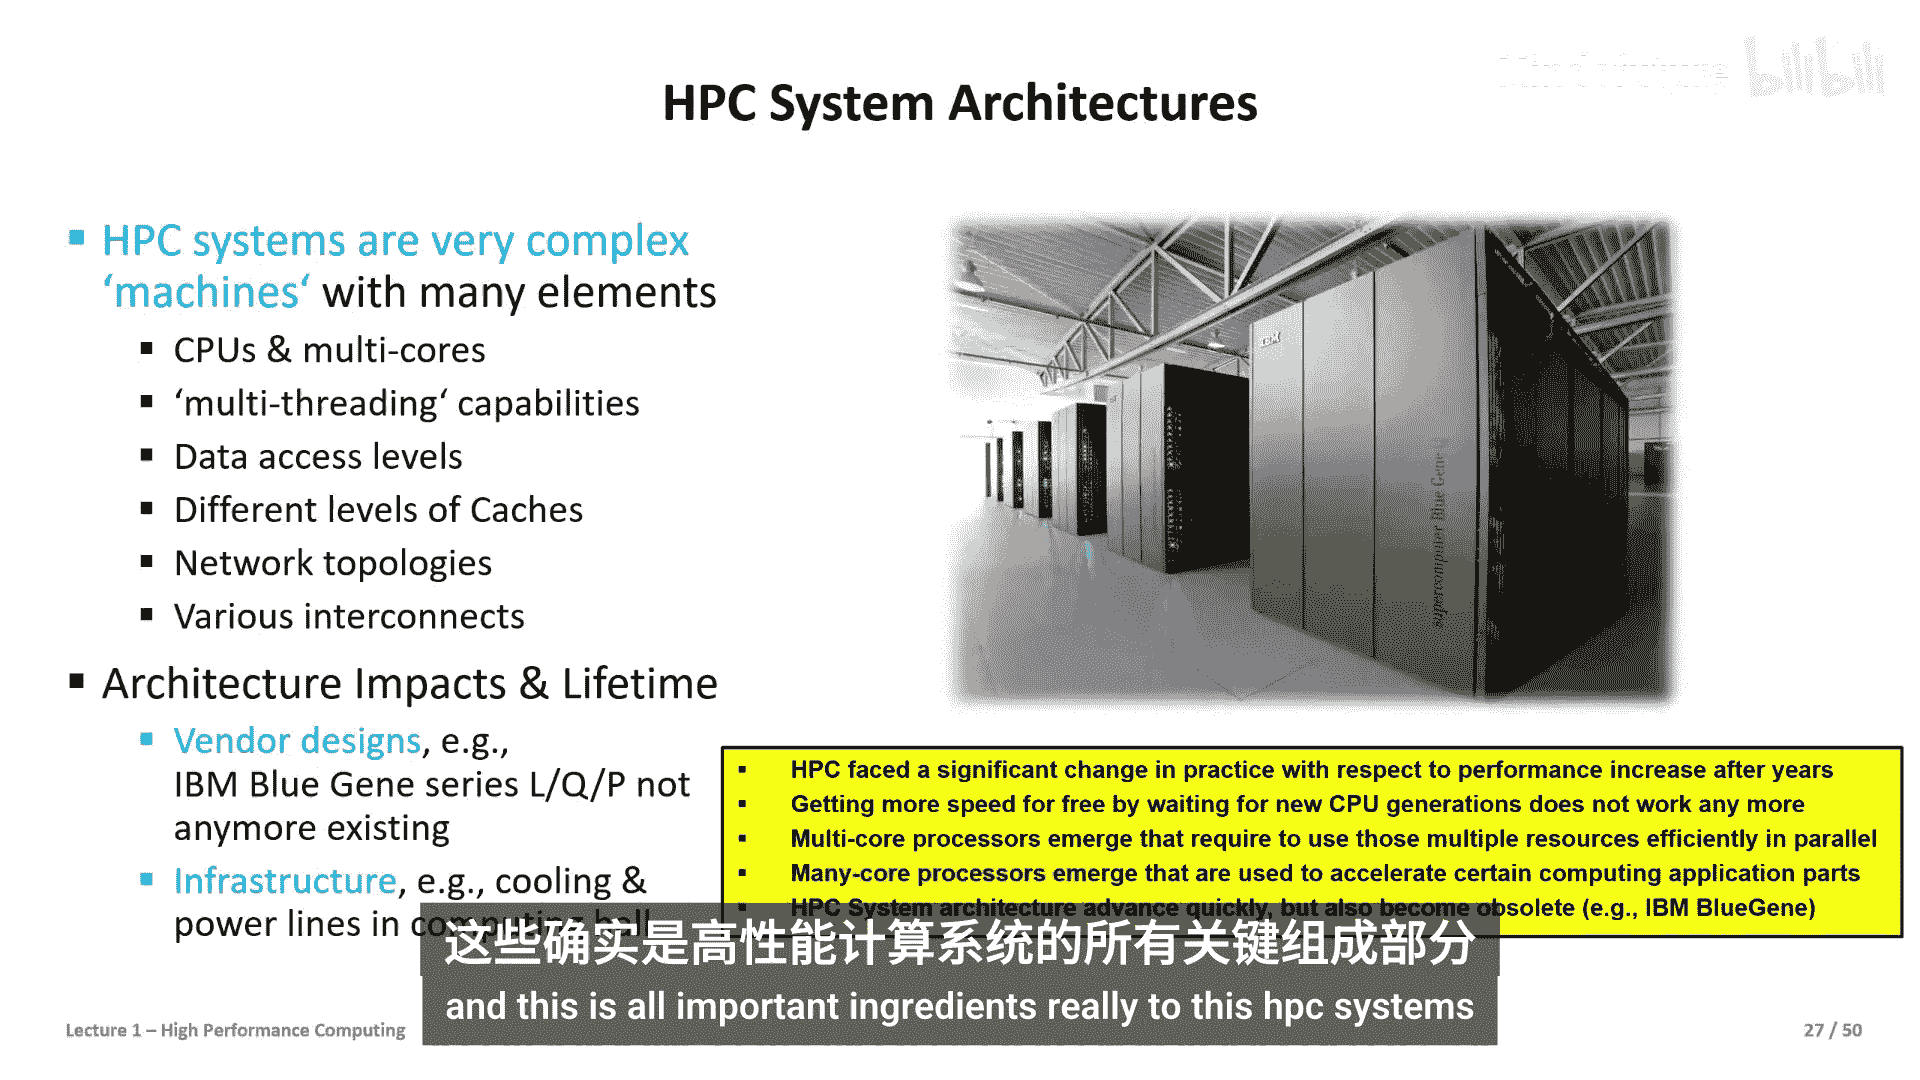 bilibili
HPC System Architectures
HPC systems are very complex
‘machines‘ with many elements
CPUs & multi-cores
‘multi-threading‘ capabilities
Data access levels
Different levels of Caches
Network topologies
Various interconnects
Architecture Impacts & Lifetime
Vendor designs, e.g.,
IBM Blue Gene series L/Q/P not
anymore existing
Infrastructure, e.g., cooling &
power lines in computing hall
IBM
supercomputer Blue Gene
HPC faced a significant change in practice with respect to performance increase after years
Getting more speed for free by waiting for new CPU generations does not work any more
Multi-core processors emerge that require to use those multiple resources efficiently in parallel
Many-core processors emerge that are used to accelerate certain computing application parts
HPC System architecture advance quickly, but also become obsolete (e.g., IBM BlueGene)
这些确实是高性能计算系统的所有关键组成部分
and this is all important ingredients really to this hpc systems
Lecture 1 – High Performance Computing
27 / 50